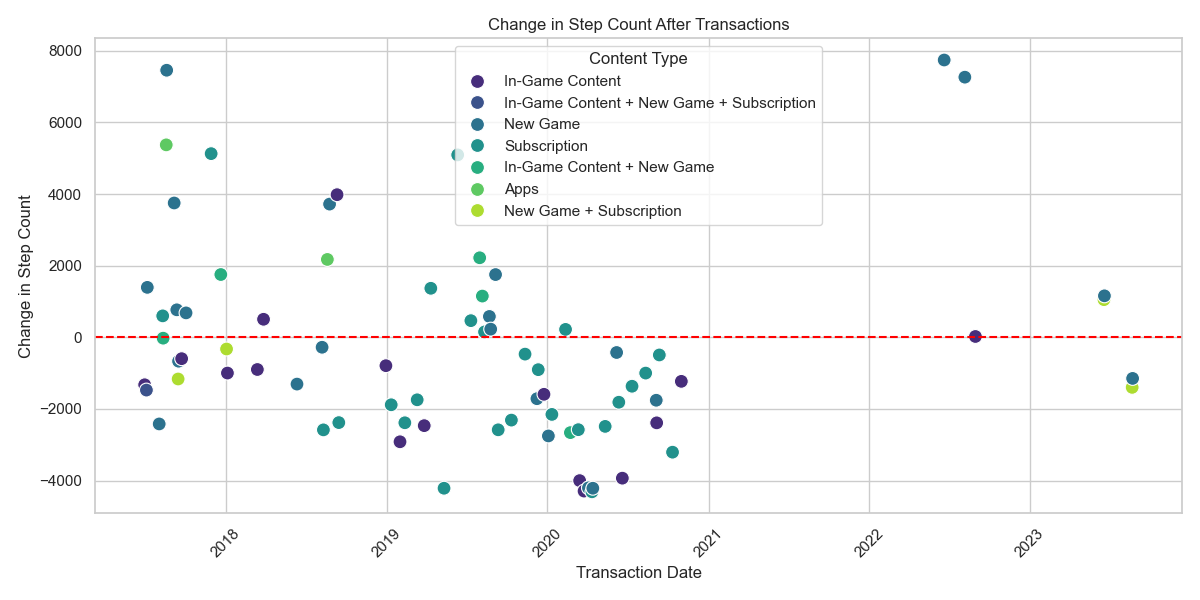 Change in Step Count After Transactions
Content Type
In-Game Content
In-Game Content + New Game + Subscription
New Game
Subscription
In-Game Content + New Game
Apps
New Game + Subscription
Change in Step Count
8000
6000
4000
2000
0
−2000
−4000
2018
2019
2020
2021
2022
2023
Transaction Date